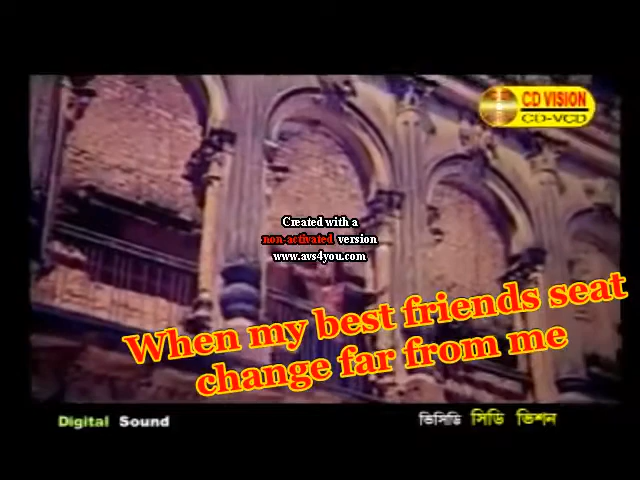 CD VISION
CD-VCD
Created with a
non-activated version
www.avs4you.com
When my best friends seat
change far from me
Digital Sound
ভিসিডি সিডি ভিশন